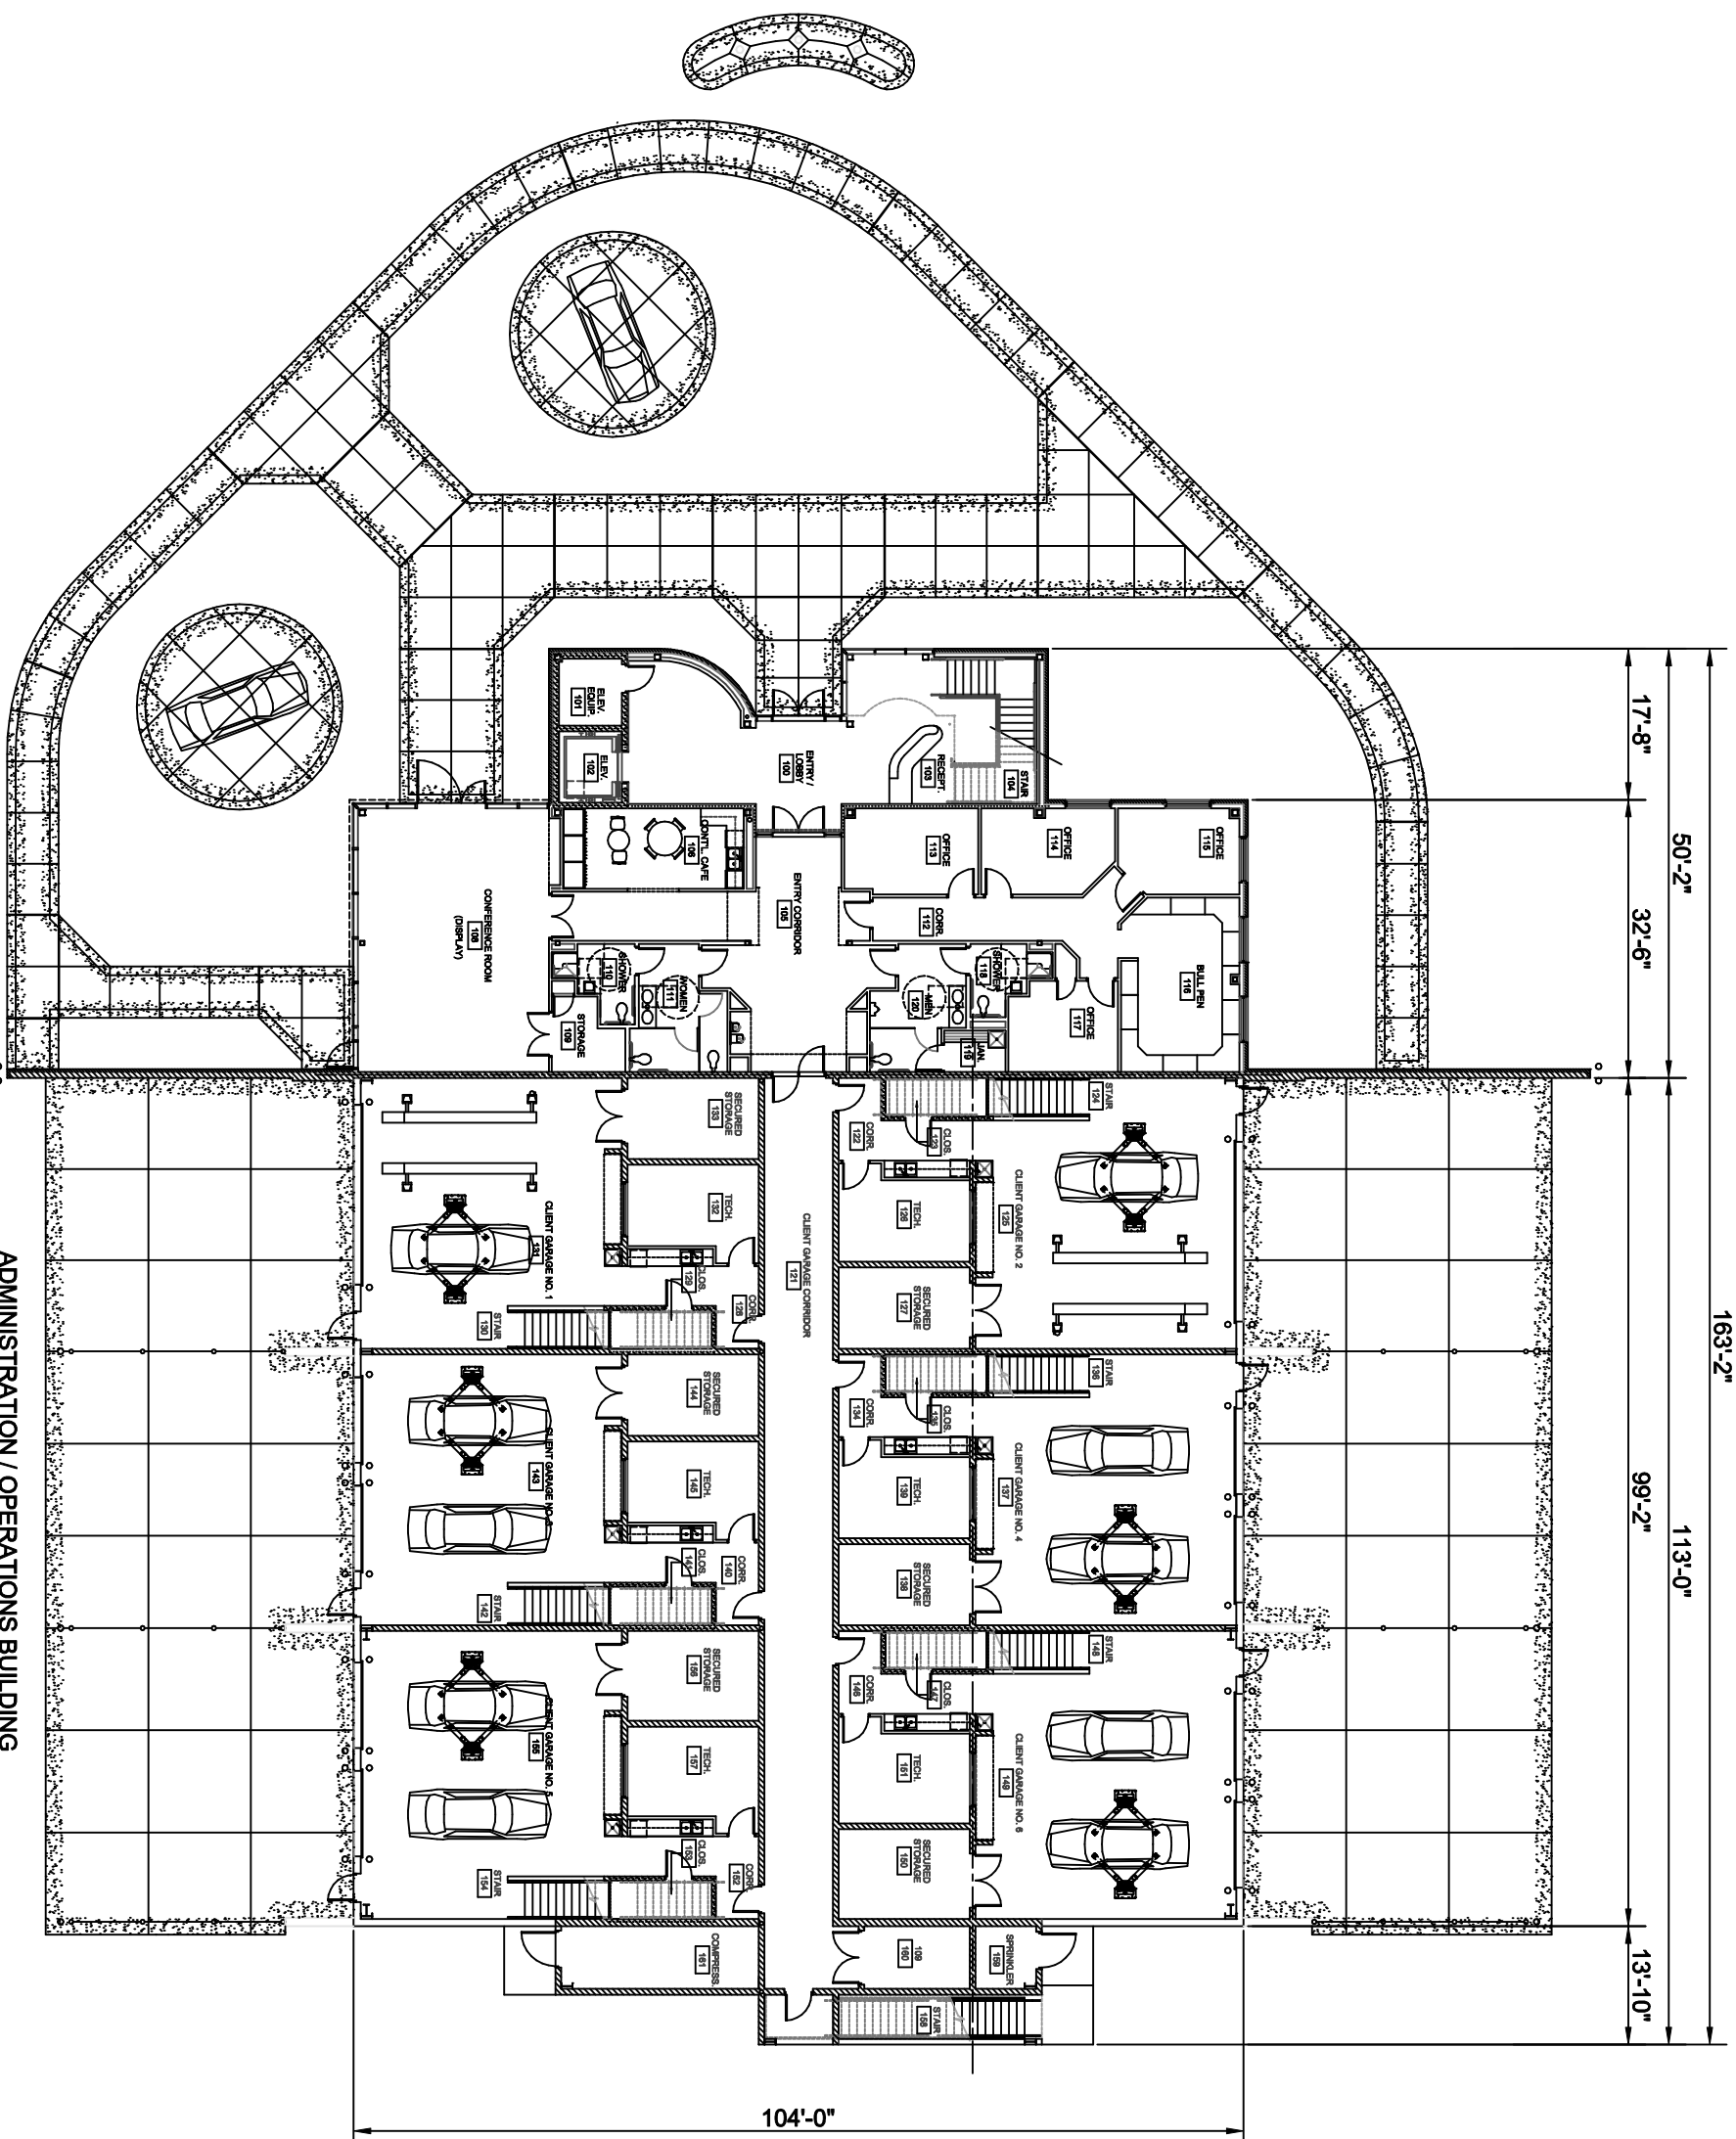 163'-2"
50'-2"
113'-0"
17'-8"
32'-6"
99'-2"
13'-10"
104'-0"
ELEV.
EQUIP.
101
ELEV.
102
ENTRY /
LOBBY
100
RECEPT.
103
STAIR
104
CONT'L. CAFE
106
ENTRY CORRIDOR
105
OFFICE
113
OFFICE
114
OFFICE
115
CORR.
112
BULL PEN
116
OFFICE
117
CONFERENCE ROOM
108
(DISPLAY)
SHOWER
110
WOMEN
111
STORAGE
109
MEN
120
SHOWER
118
JAN.
119
SECURED
STORAGE
133
TECH.
132
CLIENT GARAGE NO. 1
131
CLOS.
129
CORR.
128
STAIR
130
CLIENT GARAGE CORRIDOR
121
CORR.
122
CLOS.
123
STAIR
124
CLIENT GARAGE NO. 2
125
TECH.
126
SECURED
STORAGE
127
SECURED
STORAGE
144
TECH.
145
CLIENT GARAGE NO. 3
143
CLOS.
141
CORR.
140
STAIR
142
CORR.
134
CLOS.
135
STAIR
136
CLIENT GARAGE NO. 4
137
TECH.
139
SECURED
STORAGE
138
SECURED
STORAGE
156
TECH.
157
CLIENT GARAGE NO. 5
155
CLOS.
153
CORR.
152
STAIR
154
CORR.
146
CLOS.
147
STAIR
148
CLIENT GARAGE NO. 6
149
TECH.
151
SECURED
STORAGE
150
COMPRESS.
161
109
160
SPRINKLER
159
STAIR
158
ADMINISTRATION / OPERATIONS BUILDING